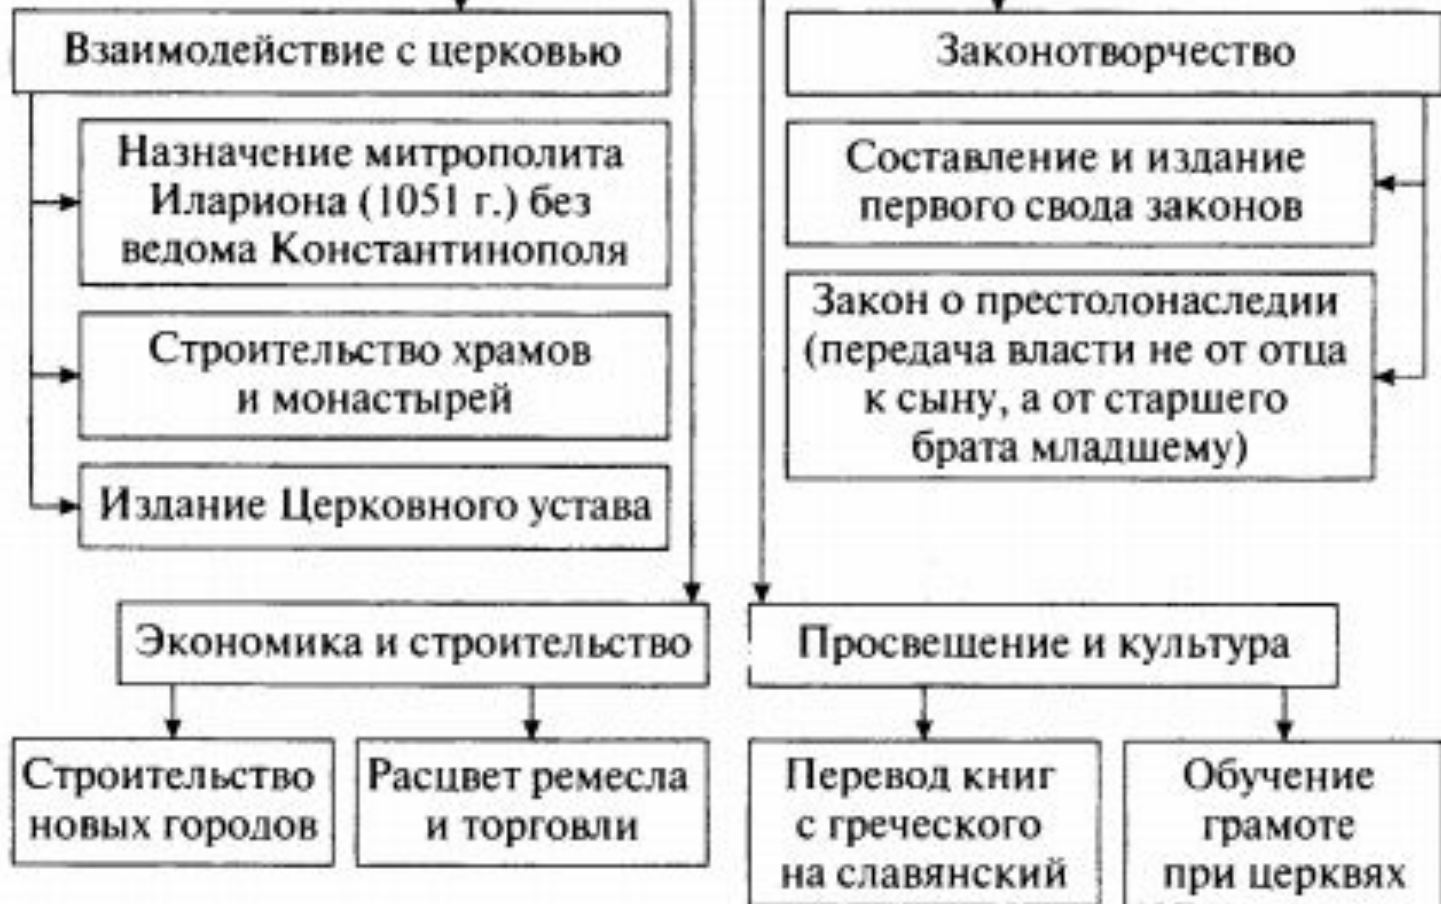 Взаимодействие с церковью
Назначение митрополита
Илариона (1051 г.) без
ведома Константинополя
Строительство храмов
и монастырей
Издание Церковного устава
Законотворчество
Составление и издание
первого свода законов
Закон о престолонаследии
(передача власти не от отца
к сыну, а от старшего
брата младшему)
Экономика и строительство
Строительство
новых городов
Расцвет ремесла
и торговли
Просвещение и культура
Перевод книг
с греческого
на славянский
Обучение
грамоте
при церквях